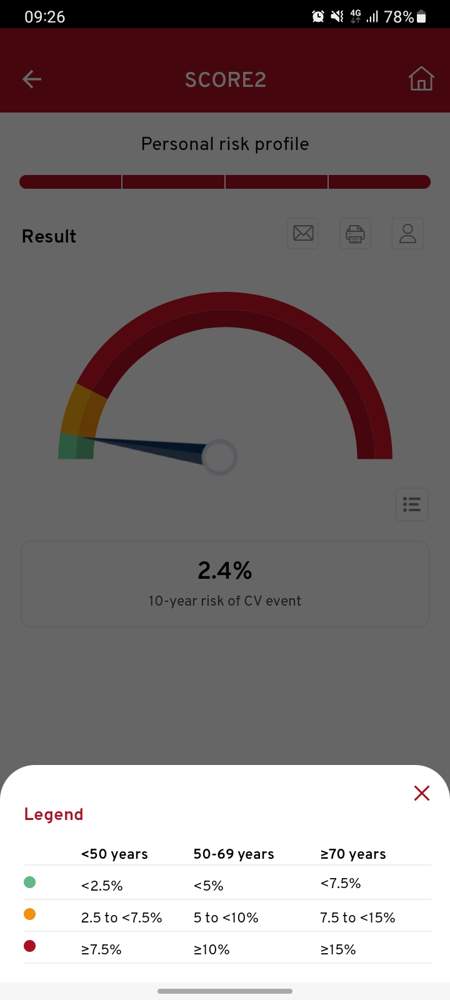 09:26 4G 78%
SCORE2
Personal risk profile
Result
2.4%
10-year risk of CV event
Legend
<50 years 50-69 years ≥70 years
<2.5% <5% <7.5%
2.5 to <7.5% 5 to <10% 7.5 to <15%
≥7.5% ≥10% ≥15%